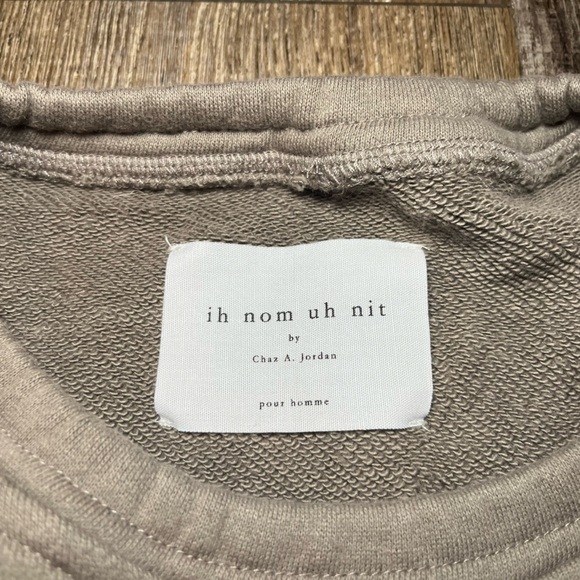 ih nom uh nit
by
Chaz A. Jordan
pour homme